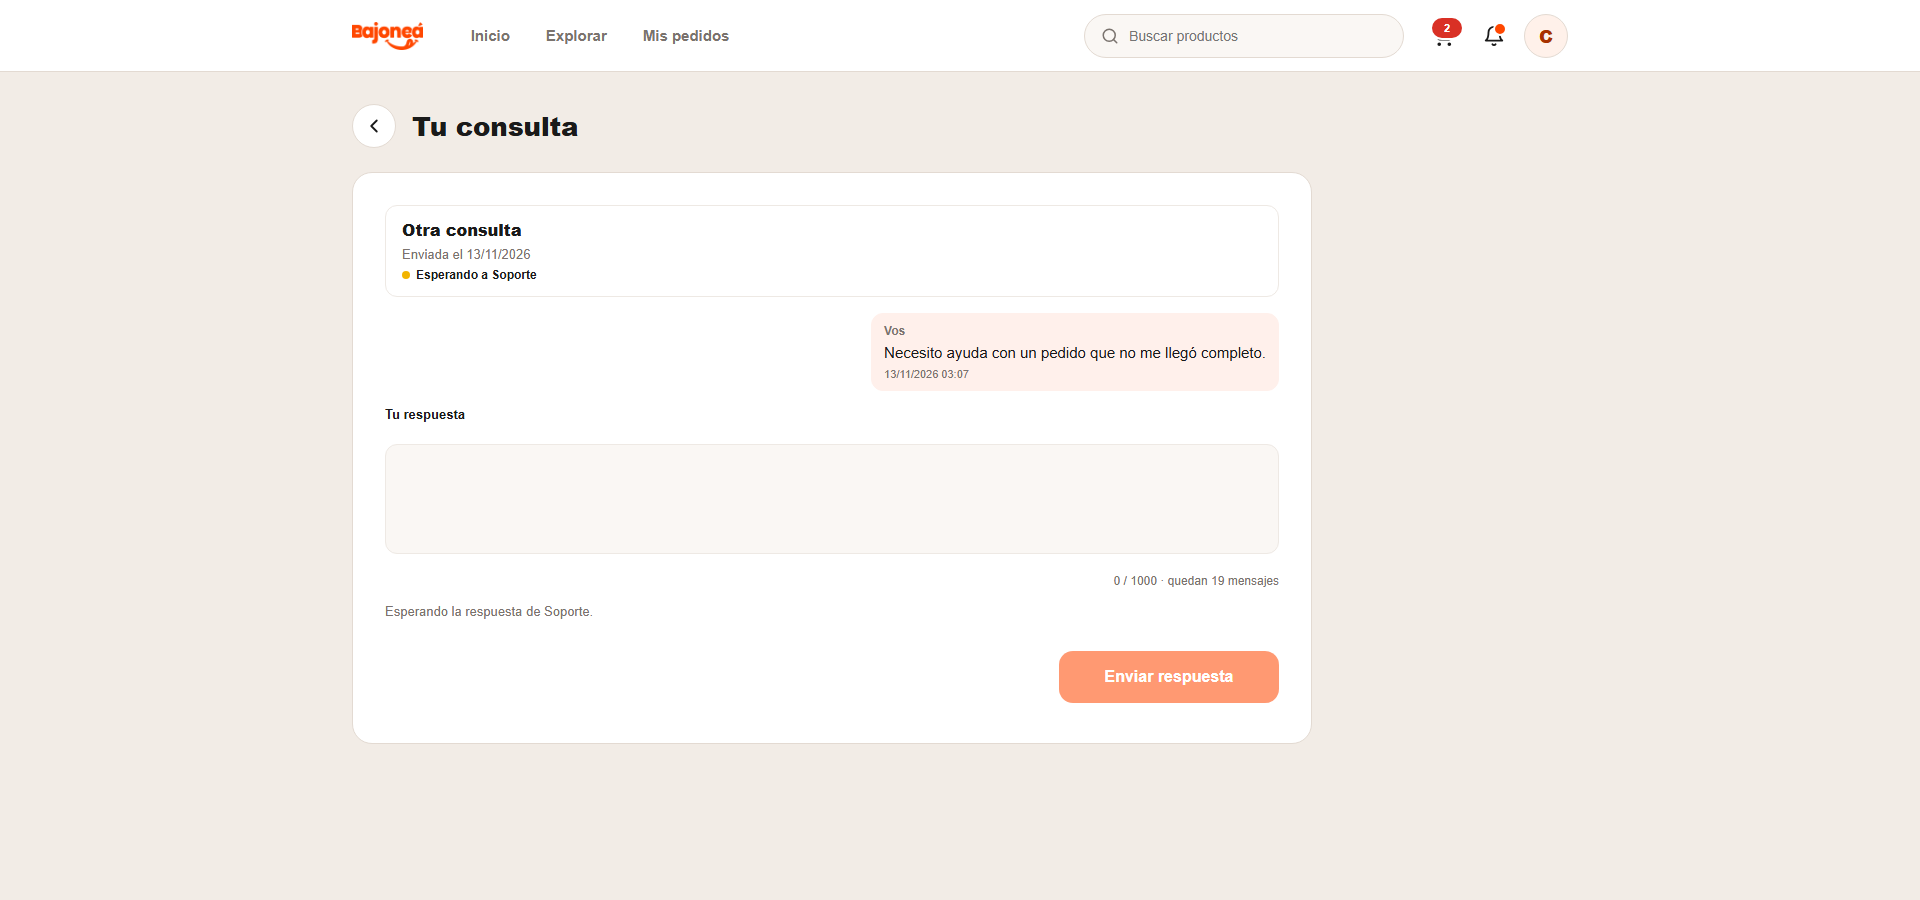 Bajoneá
Inicio
Explorar
Mis pedidos
Buscar productos
2
C
Tu consulta
Otra consulta
Enviada el 13/11/2026
Esperando a Soporte
Vos
Necesito ayuda con un pedido que no me llegó completo.
13/11/2026 03:07
Tu respuesta
0 / 1000 · quedan 19 mensajes
Esperando la respuesta de Soporte.
Enviar respuesta